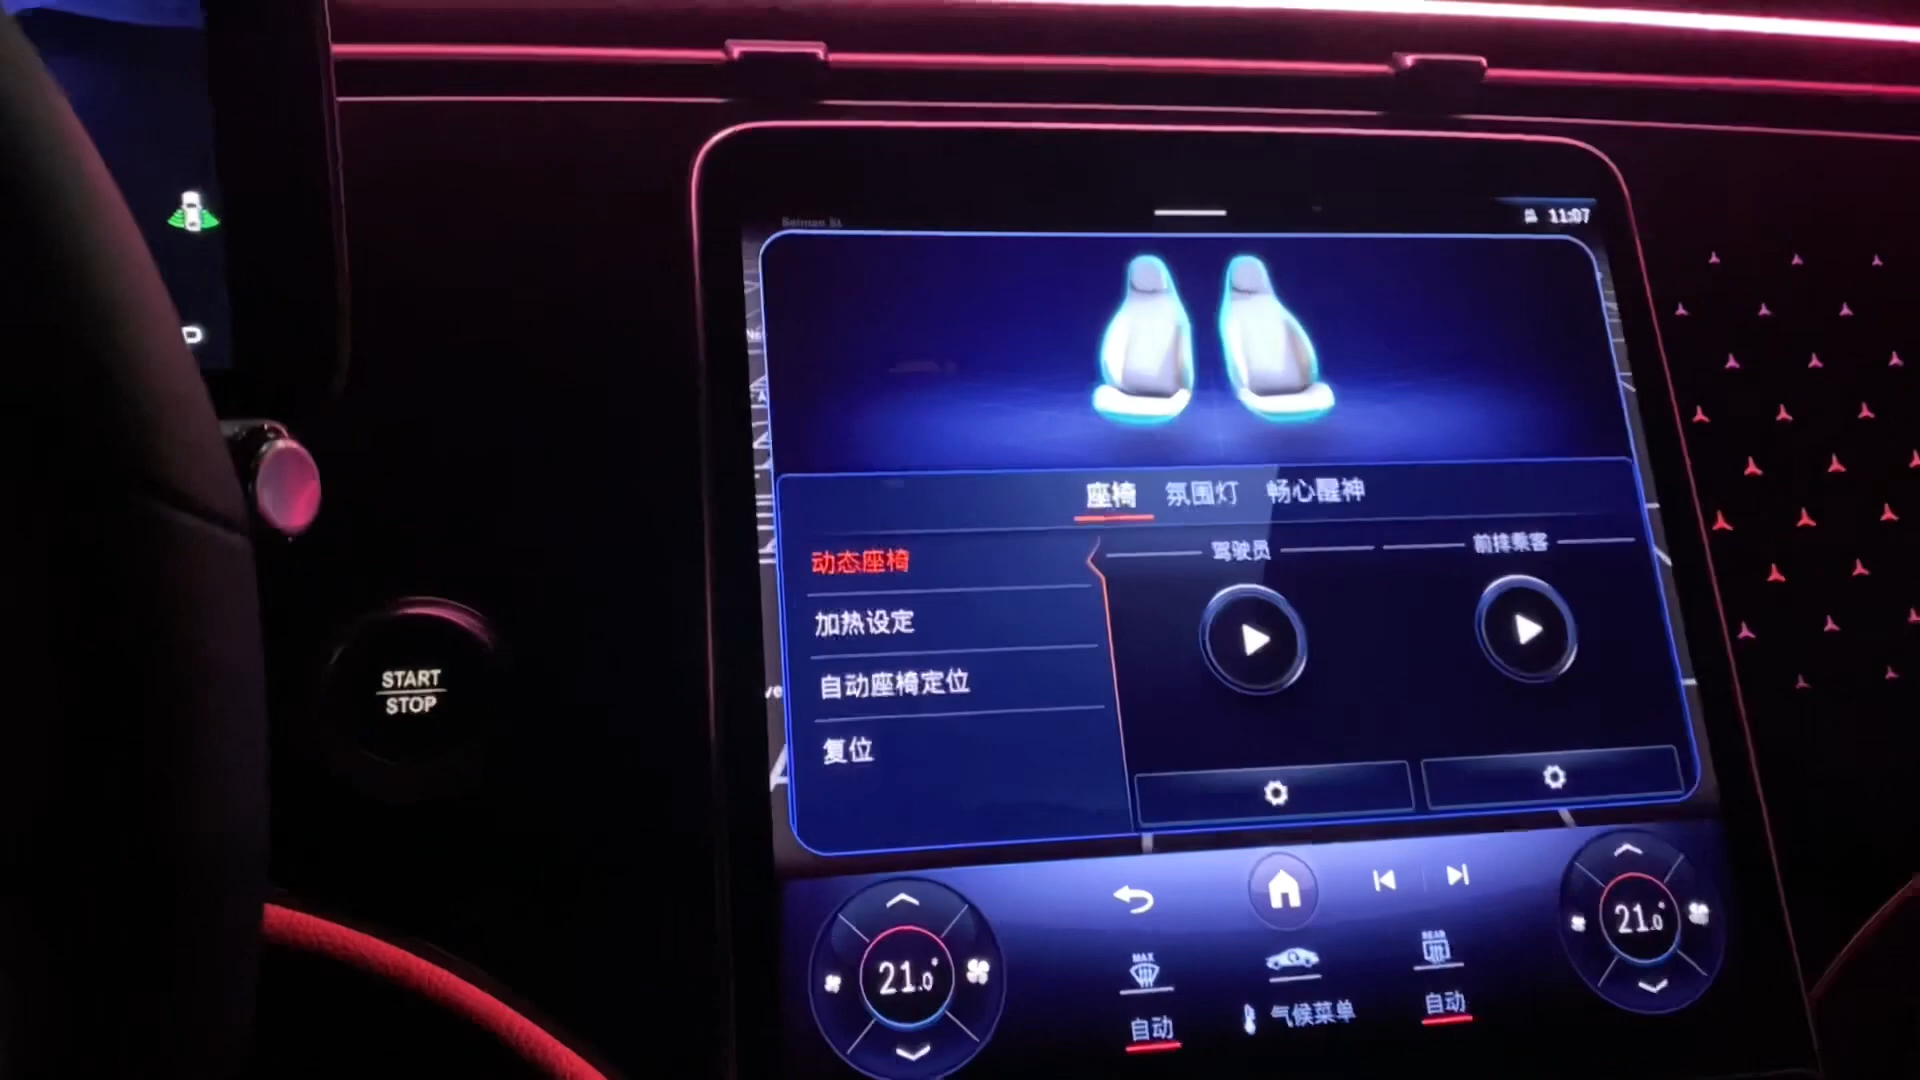 11:07
座椅 氛围灯 畅心醒神
动态座椅
加热设定
自动座椅定位
复位
驾驶员
前排乘客
START
STOP
21.0°
21.0°
MAX
REAR
自动
气候菜单
自动